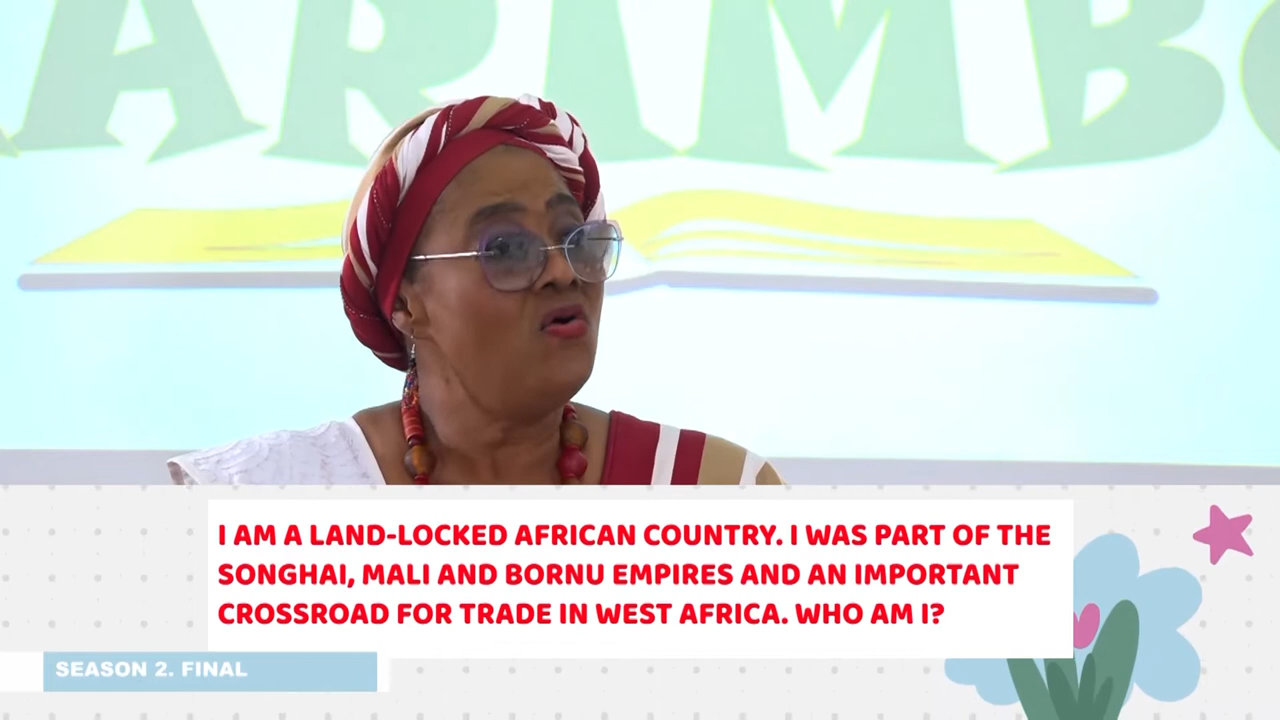 ARIMB
I AM A LAND-LOCKED AFRICAN COUNTRY. I WAS PART OF THE
SONGHAI, MALI AND BORNU EMPIRES AND AN IMPORTANT
CROSSROAD FOR TRADE IN WEST AFRICA. WHO AM I?
SEASON 2. FINAL